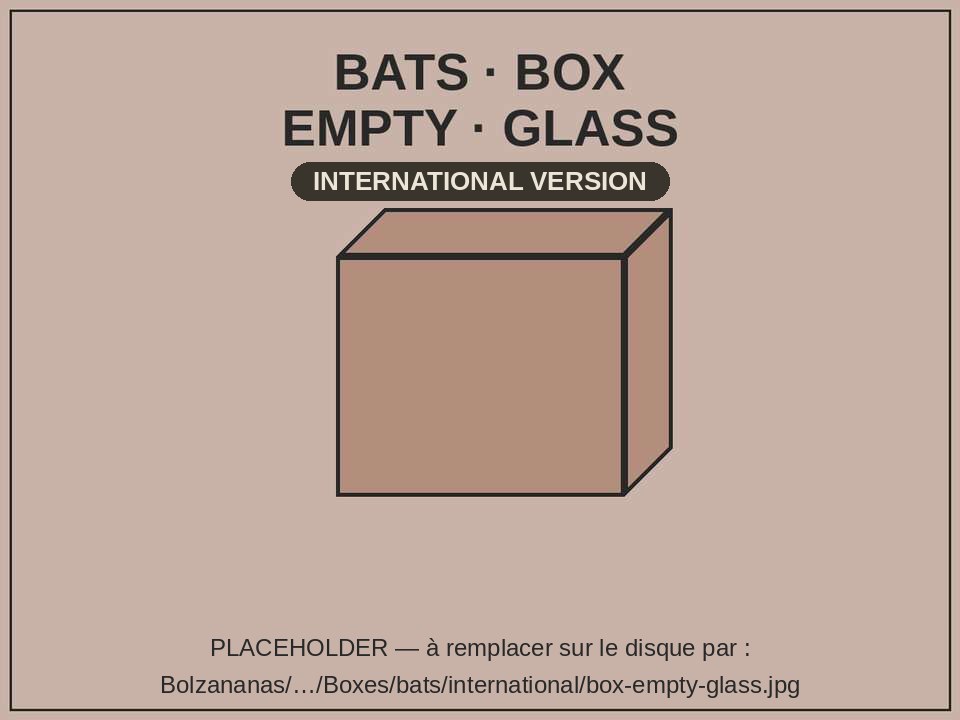 BATS · BOX
EMPTY · GLASS
INTERNATIONAL VERSION
PLACEHOLDER — à remplacer sur le disque par :
Bolzananas/…/Boxes/bats/international/box-empty-glass.jpg